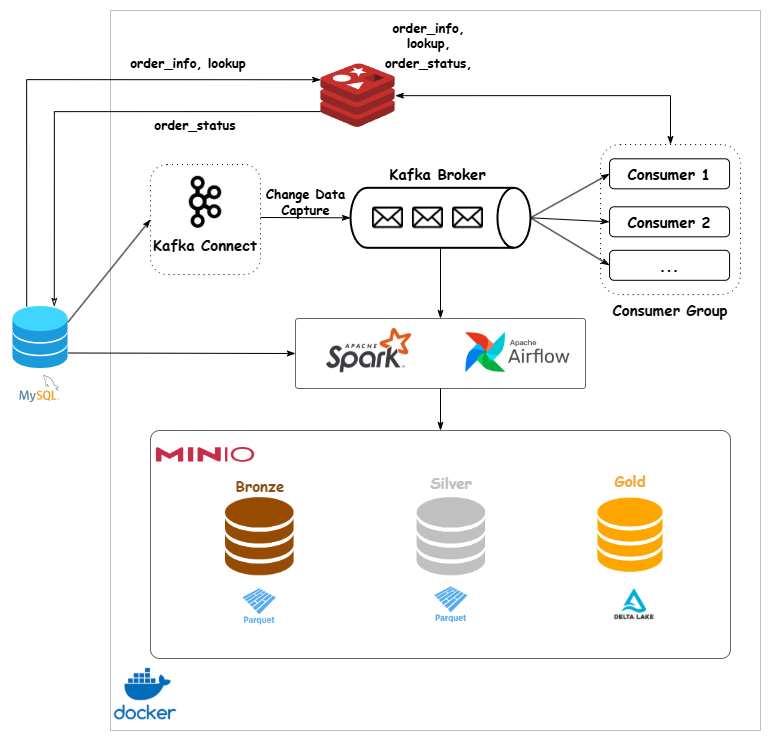 order_info,
lookup,
order_status,
order_info, lookup
order_status
Kafka Broker
Consumer 1
Change Data
Capture
Consumer 2
Kafka Connect
...
Consumer Group
APACHE
Spark
Apache
Airflow
MySQL
MINIO
Bronze
Silver
Gold
Parquet
Parquet
DELTA LAKE
docker